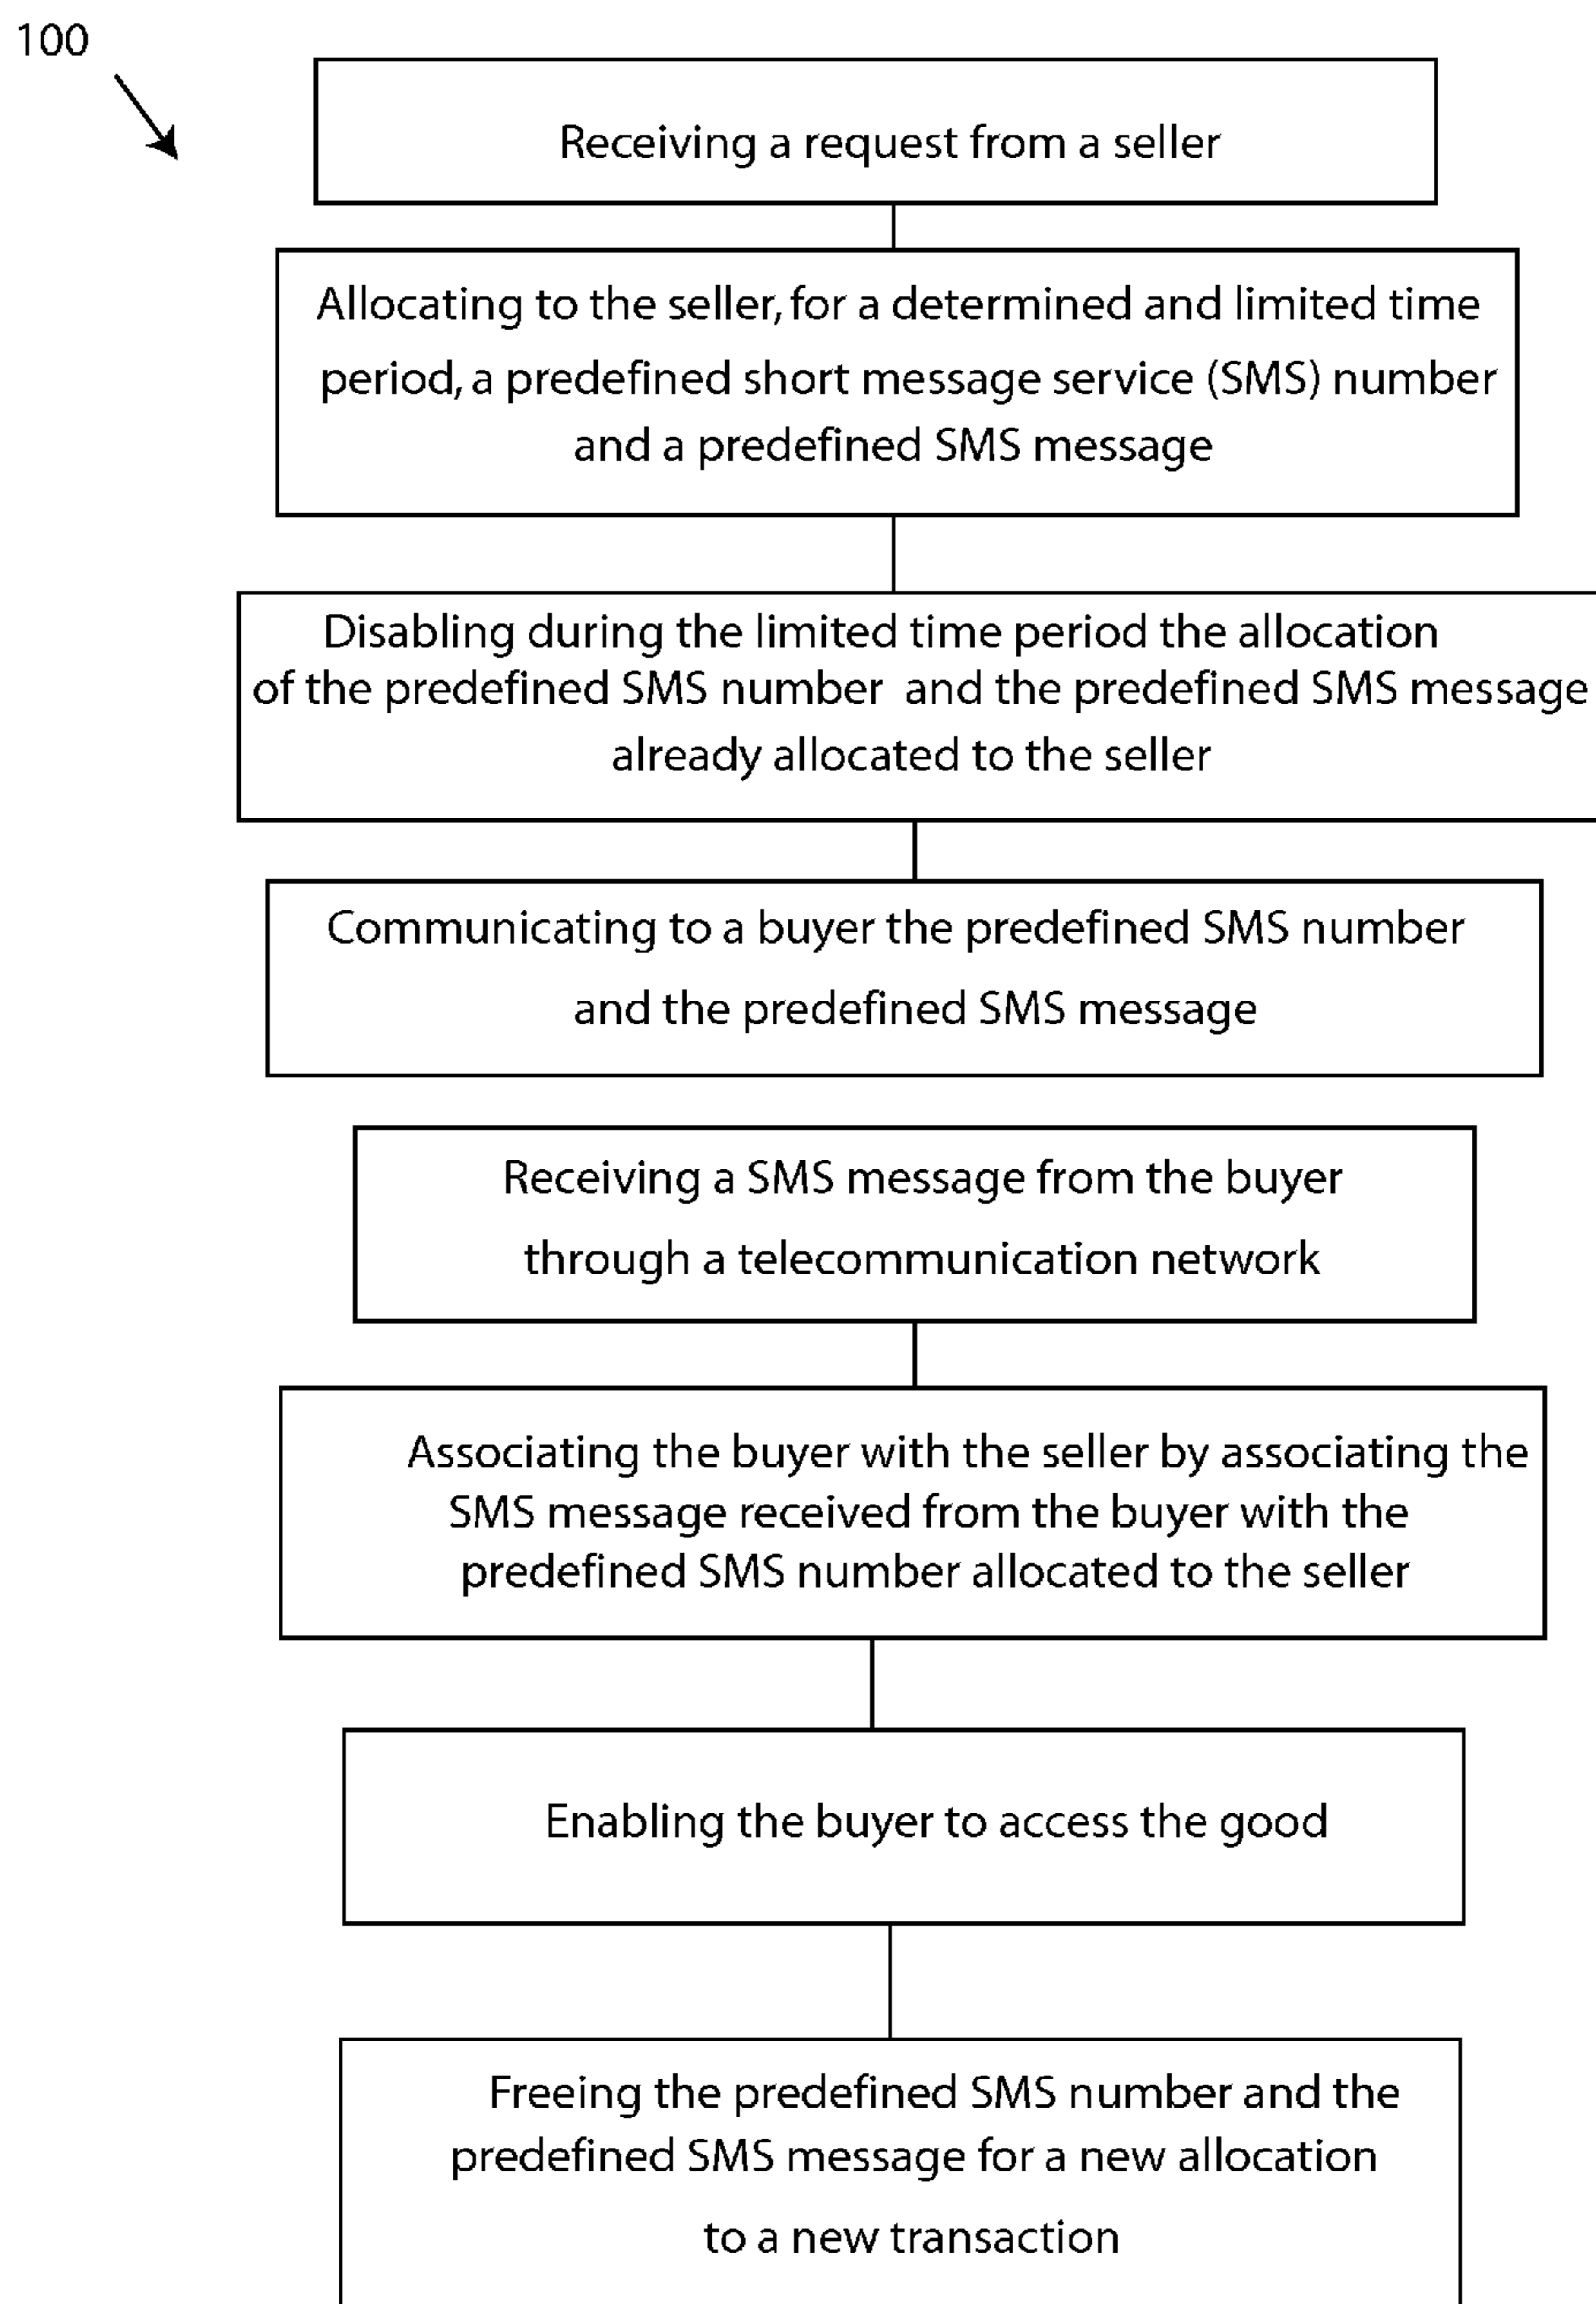 100
Receiving a request from a seller
Allocating to the seller, for a determined and limited time
period, a predefined short message service (SMS) number
and a predefined SMS message
Disabling during the limited time period the allocation
of the predefined SMS number and the predefined SMS message
already allocated to the seller
Communicating to a buyer the predefined SMS number
and the predefined SMS message
Receiving a SMS message from the buyer
through a telecommunication network
Associating the buyer with the seller by associating the
SMS message received from the buyer with the
predefined SMS number allocated to the seller
Enabling the buyer to access the good
Freeing the predefined SMS number and the
predefined SMS message for a new allocation
to a new transaction